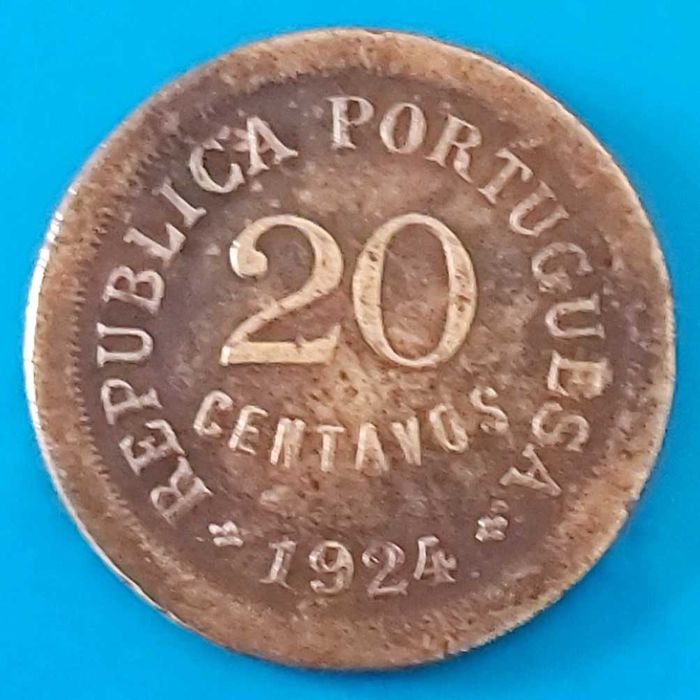 REPUBLICA PORTUGUESA
20
CENTAVOS
* 1924 *